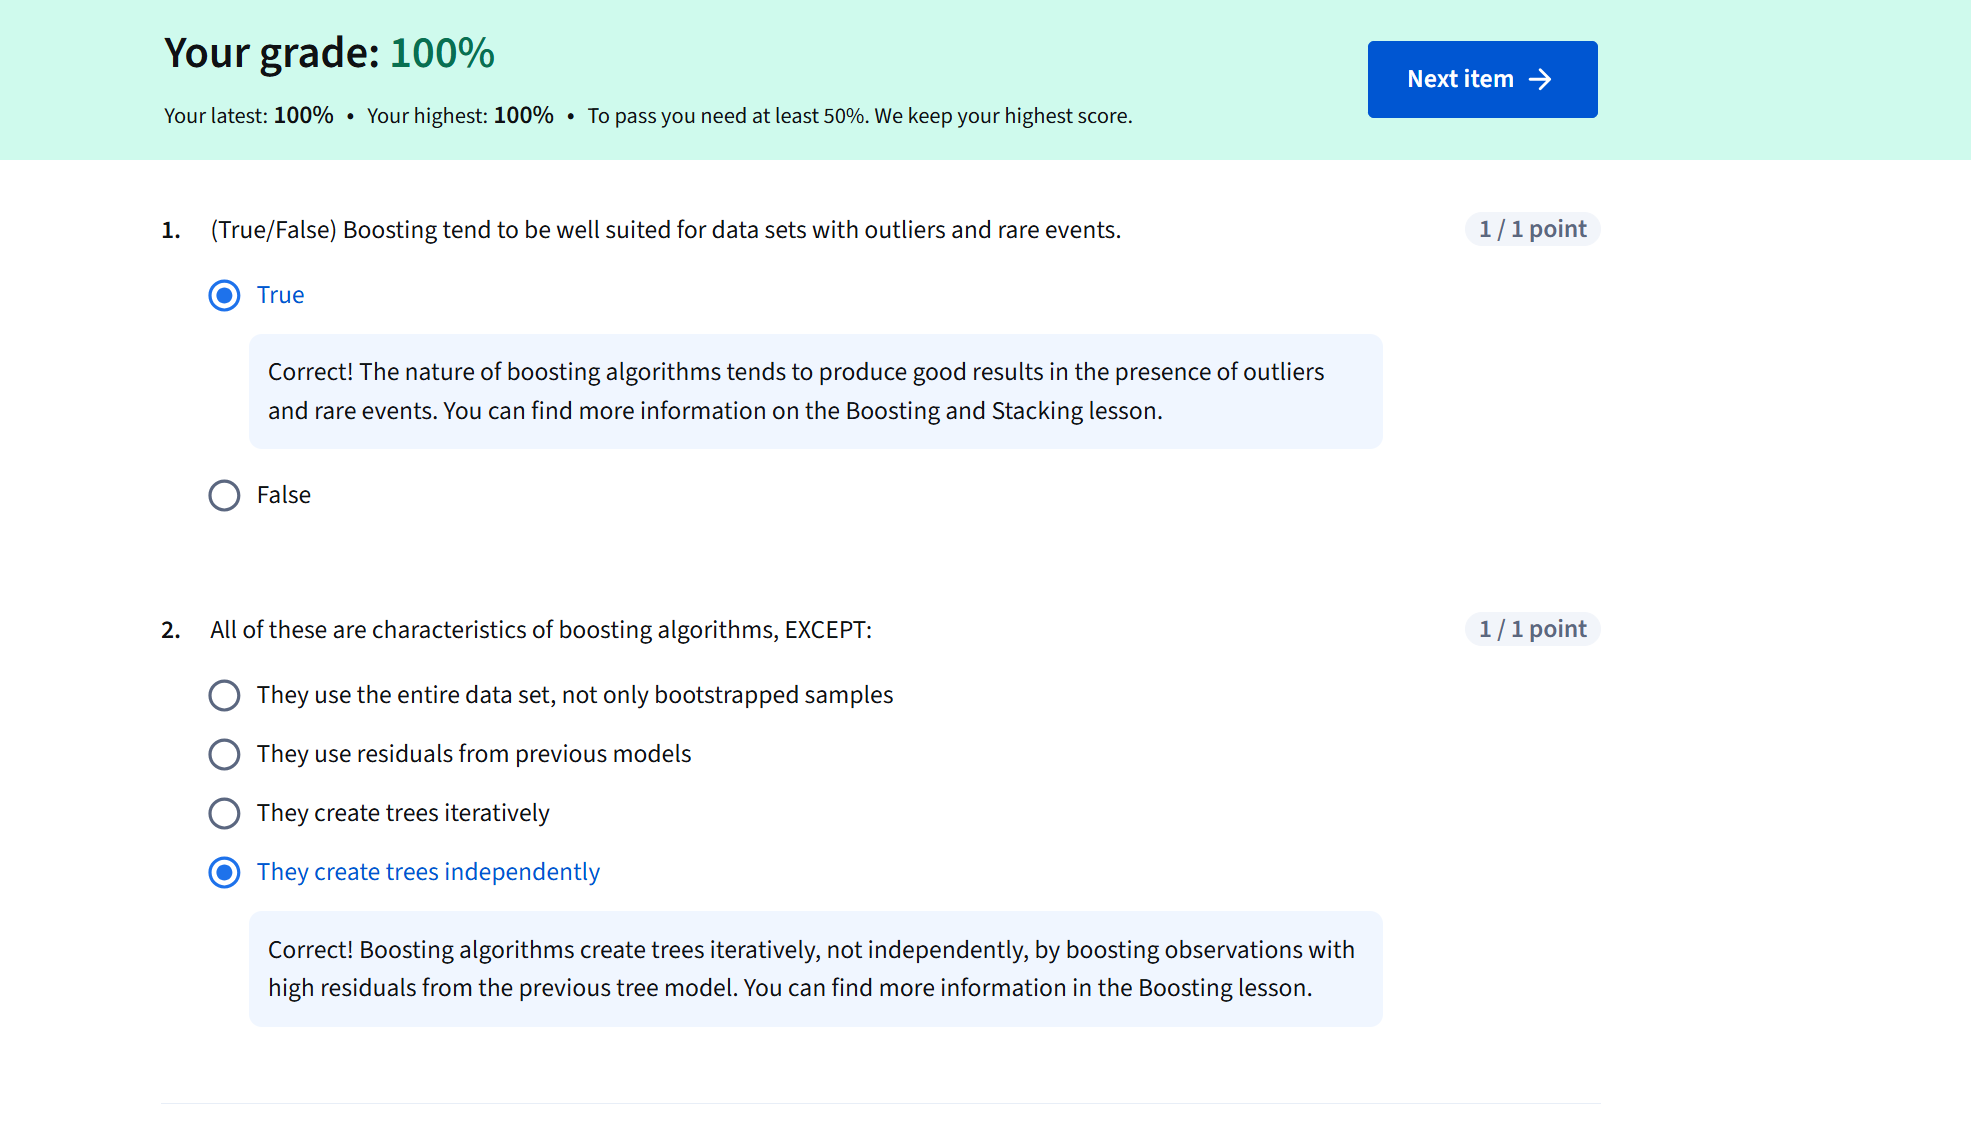 Your grade: 100%
Next item →
Your latest: 100% • Your highest: 100% • To pass you need at least 50%. We keep your highest score.
1. (True/False) Boosting tend to be well suited for data sets with outliers and rare events. 1 / 1 point
True
Correct! The nature of boosting algorithms tends to produce good results in the presence of outliers
and rare events. You can find more information on the Boosting and Stacking lesson.
False
2. All of these are characteristics of boosting algorithms, EXCEPT: 1 / 1 point
They use the entire data set, not only bootstrapped samples
They use residuals from previous models
They create trees iteratively
They create trees independently
Correct! Boosting algorithms create trees iteratively, not independently, by boosting observations with
high residuals from the previous tree model. You can find more information in the Boosting lesson.